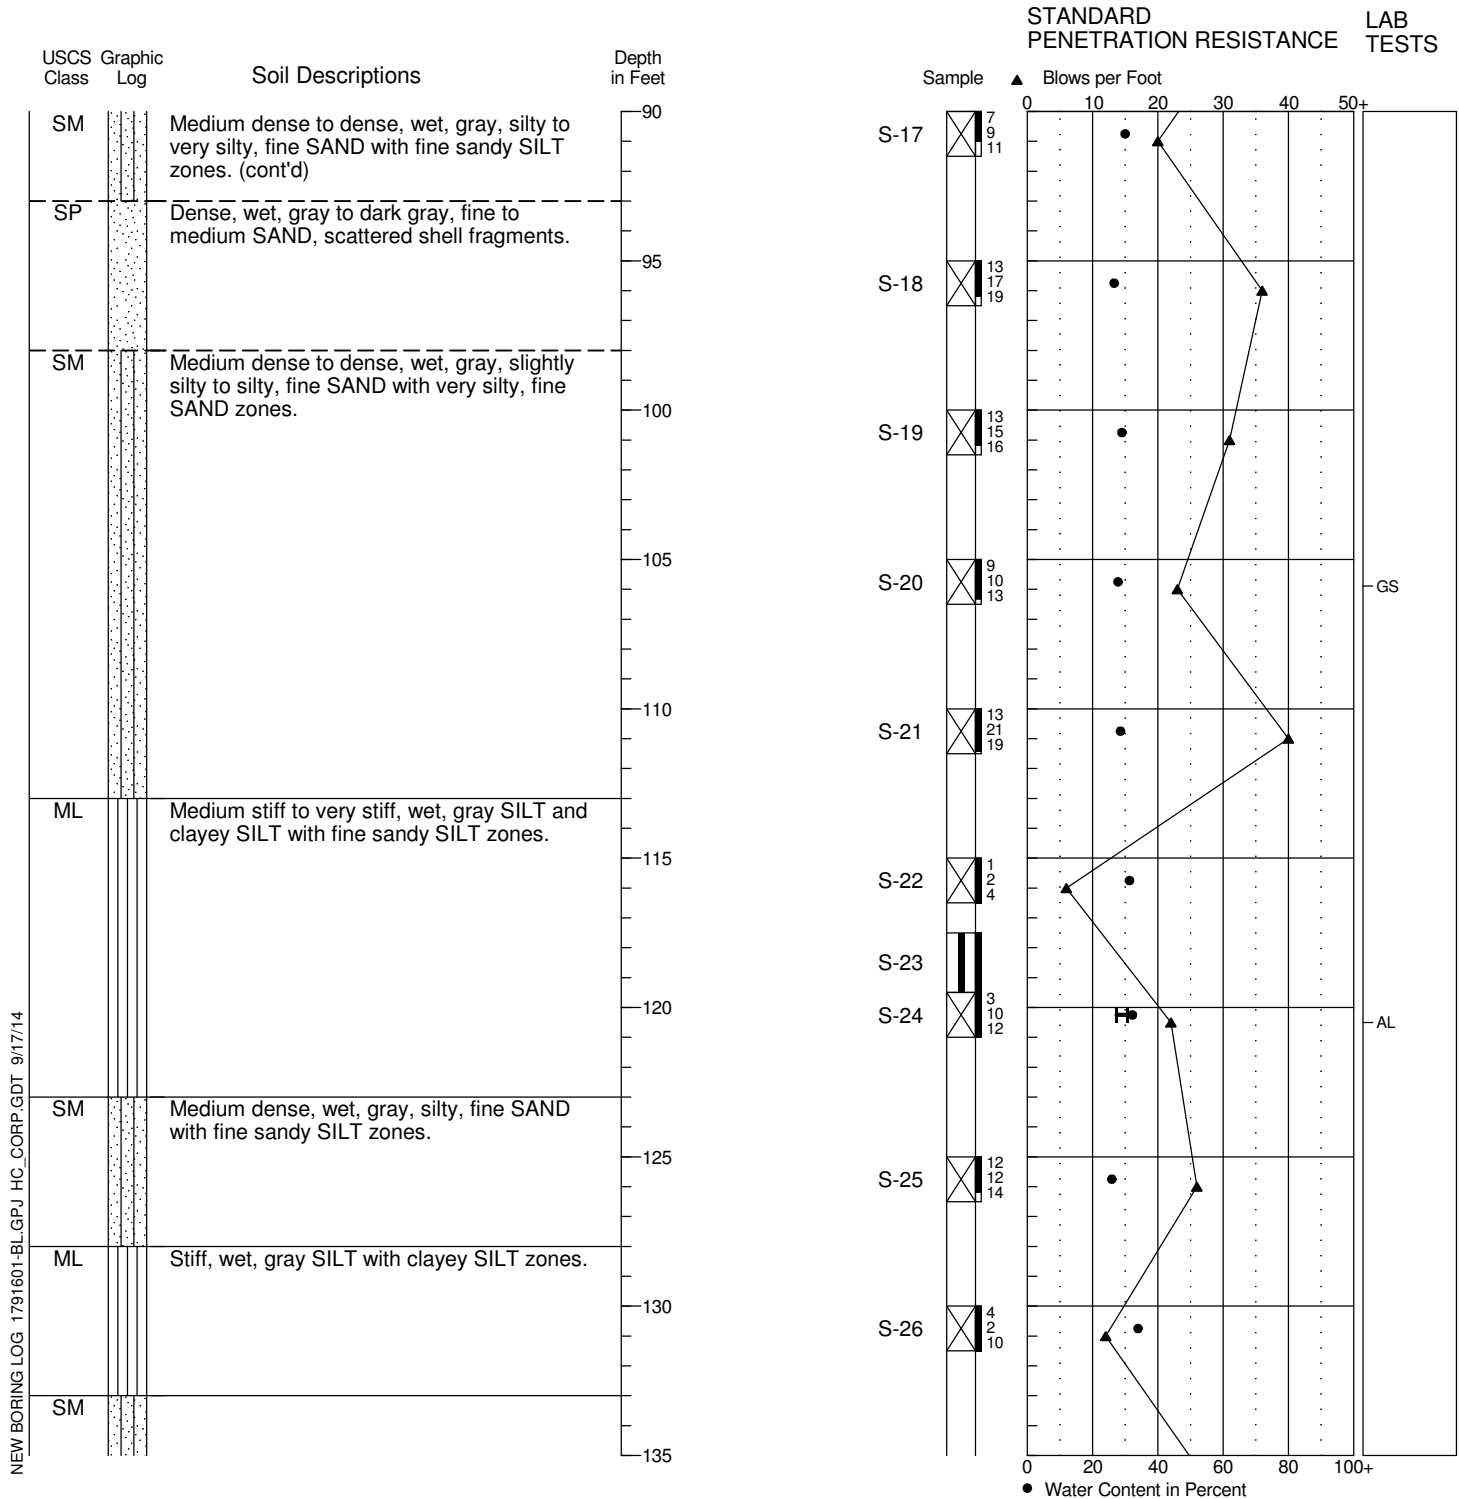 STANDARD
PENETRATION RESISTANCE
LAB
TESTS
USCS Class
Graphic Log
Soil Descriptions
Depth in Feet
Sample
▲ Blows per Foot
0 10 20 30 40 50+
SM
Medium dense to dense, wet, gray, silty to
very silty, fine SAND with fine sandy SILT
zones. (cont'd)
90
S-17
7
9
11
SP
Dense, wet, gray to dark gray, fine to
medium SAND, scattered shell fragments.
95
S-18
13
17
19
SM
Medium dense to dense, wet, gray, slightly
silty to silty, fine SAND with very silty, fine
SAND zones.
100
S-19
13
15
16
105
S-20
9
10
13
GS
110
S-21
13
21
19
ML
Medium stiff to very stiff, wet, gray SILT and
clayey SILT with fine sandy SILT zones.
115
S-22
1
2
4
S-23
120
S-24
3
10
12
AL
SM
Medium dense, wet, gray, silty, fine SAND
with fine sandy SILT zones.
125
S-25
12
12
14
ML
Stiff, wet, gray SILT with clayey SILT zones.
130
S-26
4
2
10
SM
135
0 20 40 60 80 100+
● Water Content in Percent
NEW BORING LOG 1791601-BL.GPJ HC_CORP.GDT 9/17/14